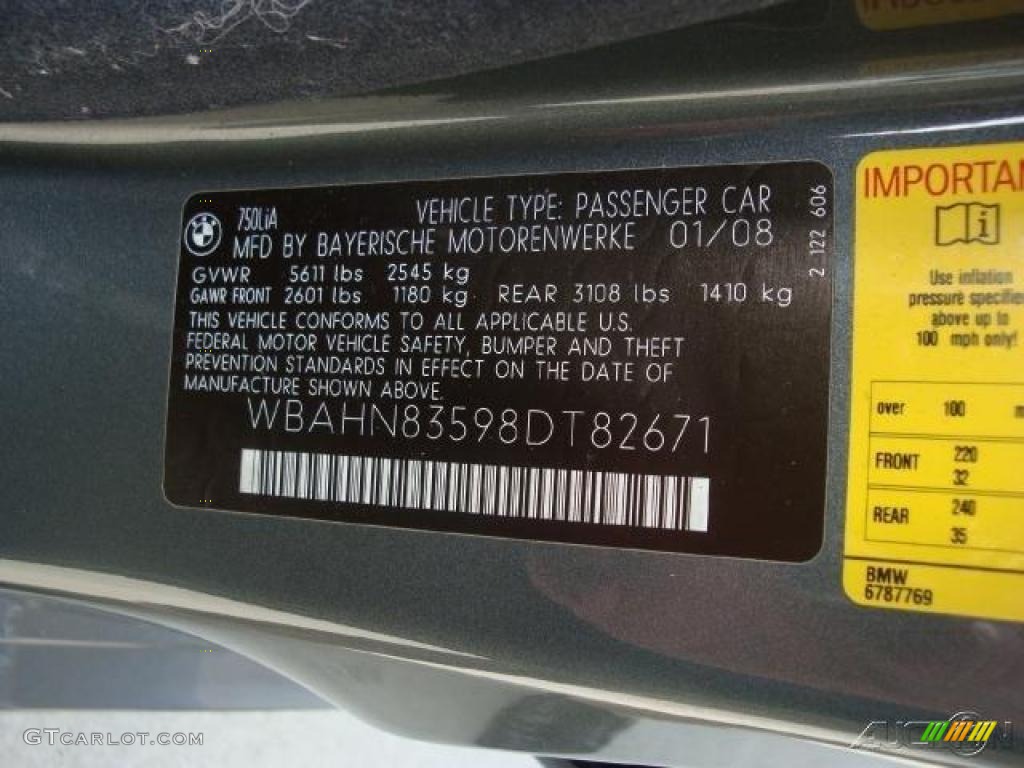 750LiA
VEHICLE TYPE: PASSENGER CAR
MFD BY BAYERISCHE MOTORENWERKE 01/08
2 122 606
GVWR 5611 lbs 2545 kg
GAWR FRONT 2601 lbs 1180 kg REAR 3108 lbs 1410 kg
THIS VEHICLE CONFORMS TO ALL APPLICABLE U.S.
FEDERAL MOTOR VEHICLE SAFETY, BUMPER AND THEFT
PREVENTION STANDARDS IN EFFECT ON THE DATE OF
MANUFACTURE SHOWN ABOVE.
WBAHN83598DT82671
IMPORTAN
Use inflation
pressure specifie
above up to
100 mph only!
over 100 m
FRONT 220
32
REAR 240
35
BMW
6787769
GTCARLOT.COM